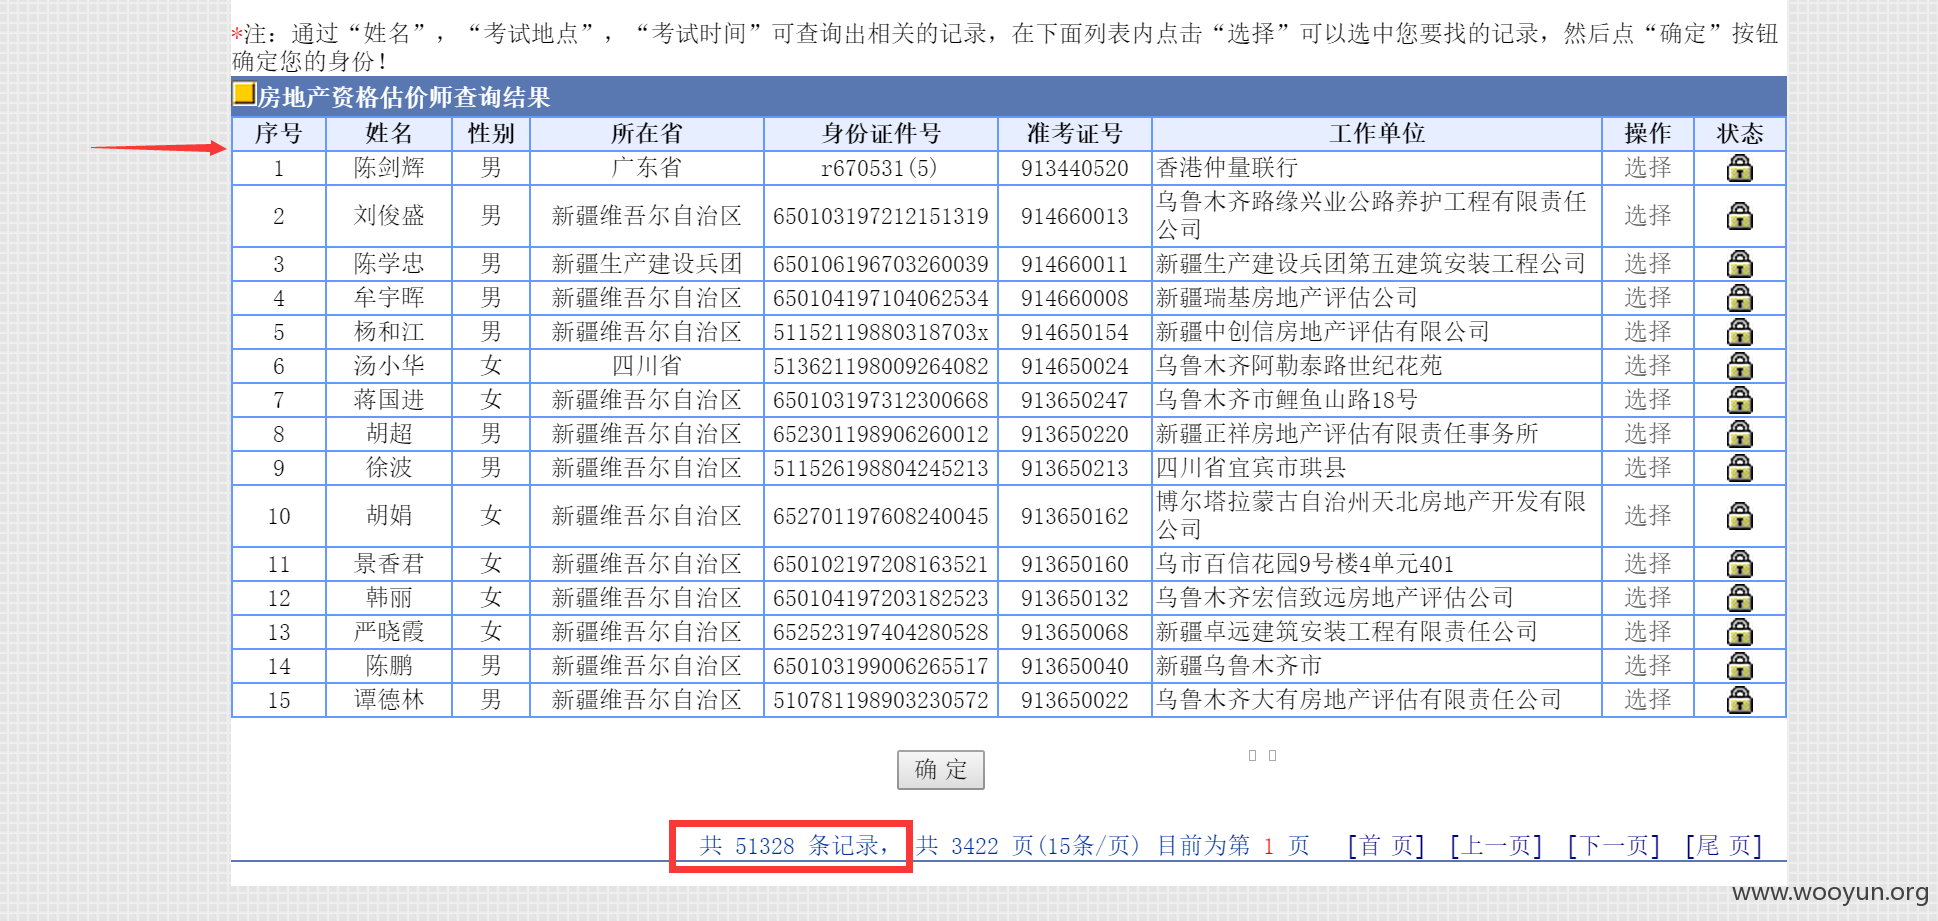 *注：通过“姓名”，“考试地点”，“考试时间”可查询出相关的记录，在下面列表内点击“选择”可以选中您要找的记录，然后点“确定”按钮
确定您的身份！
房地产资格估价师查询结果
序号 姓名 性别 所在省 身份证件号 准考证号 工作单位 操作 状态
1 陈剑辉 男 广东省 r670531(5) 913440520 香港仲量联行 选择
2 刘俊盛 男 新疆维吾尔自治区 650103197212151319 914660013 乌鲁木齐路缘兴业公路养护工程有限责任
公司 选择
3 陈学忠 男 新疆生产建设兵团 650106196703260039 914660011 新疆生产建设兵团第五建筑安装工程公司 选择
4 牟宇晖 男 新疆维吾尔自治区 650104197104062534 914660008 新疆瑞基房地产评估公司 选择
5 杨和江 男 新疆维吾尔自治区 51152119880318703x 914650154 新疆中创信房地产评估有限公司 选择
6 汤小华 女 四川省 513621198009264082 914650024 乌鲁木齐阿勒泰路世纪花苑 选择
7 蒋国进 女 新疆维吾尔自治区 650103197312300668 913650247 乌鲁木齐市鲤鱼山路18号 选择
8 胡超 男 新疆维吾尔自治区 652301198906260012 913650220 新疆正祥房地产评估有限责任事务所 选择
9 徐波 男 新疆维吾尔自治区 511526198804245213 913650213 四川省宜宾市珙县 选择
10 胡娟 女 新疆维吾尔自治区 652701197608240045 913650162 博尔塔拉蒙古自治州天北房地产开发有限
公司 选择
11 景香君 女 新疆维吾尔自治区 650102197208163521 913650160 乌市百信花园9号楼4单元401 选择
12 韩丽 女 新疆维吾尔自治区 650104197203182523 913650132 乌鲁木齐宏信致远房地产评估公司 选择
13 严晓霞 女 新疆维吾尔自治区 652523197404280528 913650068 新疆卓远建筑安装工程有限责任公司 选择
14 陈鹏 男 新疆维吾尔自治区 650103199006265517 913650040 新疆乌鲁木齐市 选择
15 谭德林 男 新疆维吾尔自治区 510781198903230572 913650022 乌鲁木齐大有房地产评估有限责任公司 选择
确 定
共 51328 条记录， 共 3422 页(15条/页) 目前为第 1 页 [首 页] [上一页] [下一页] [尾 页]
www.wooyun.org